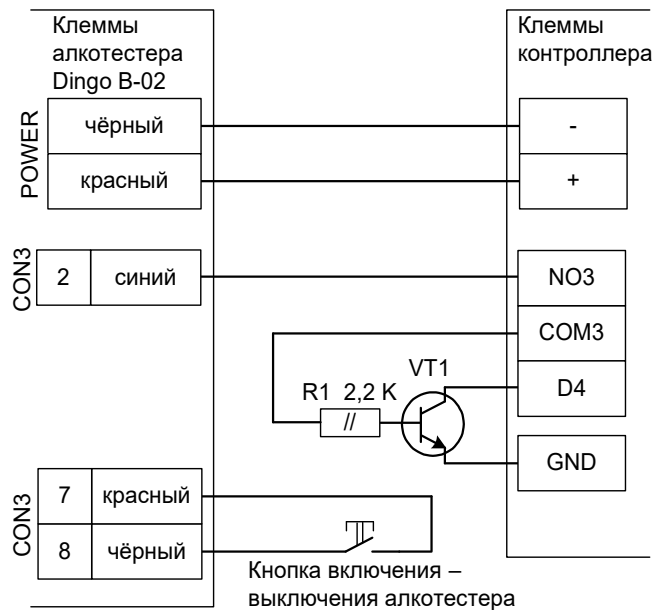 Клеммы
алкотестера
Dingo B-02
Клеммы
контроллера
POWER
чёрный
красный
-
+
CON3
2 синий
NO3
COM3
D4
GND
VT1
R1 2,2 K
//
CON3
7 красный
8 чёрный
Кнопка включения –
выключения алкотестера